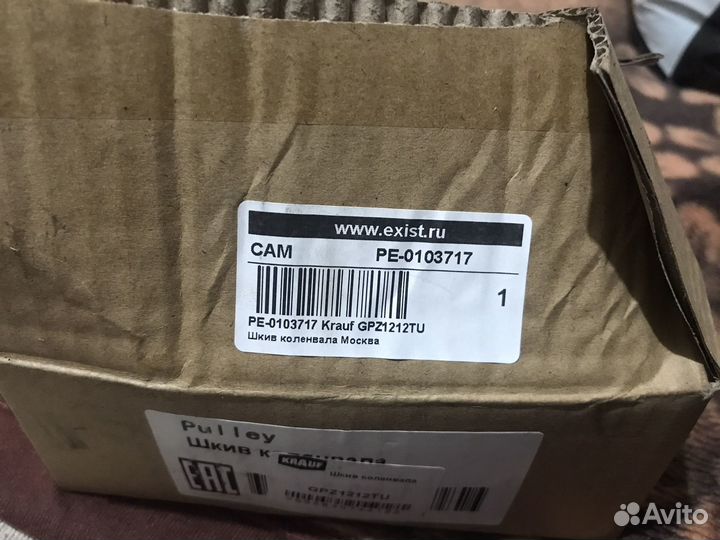 www.exist.ru
САМ PE-0103717
1
PE-0103717 Krauf GPZ1212TU
Шкив коленвала Москва
Pulley
Шкив
KRAUF Шкив коленвала
EAC
GPZ1212TU
Avito